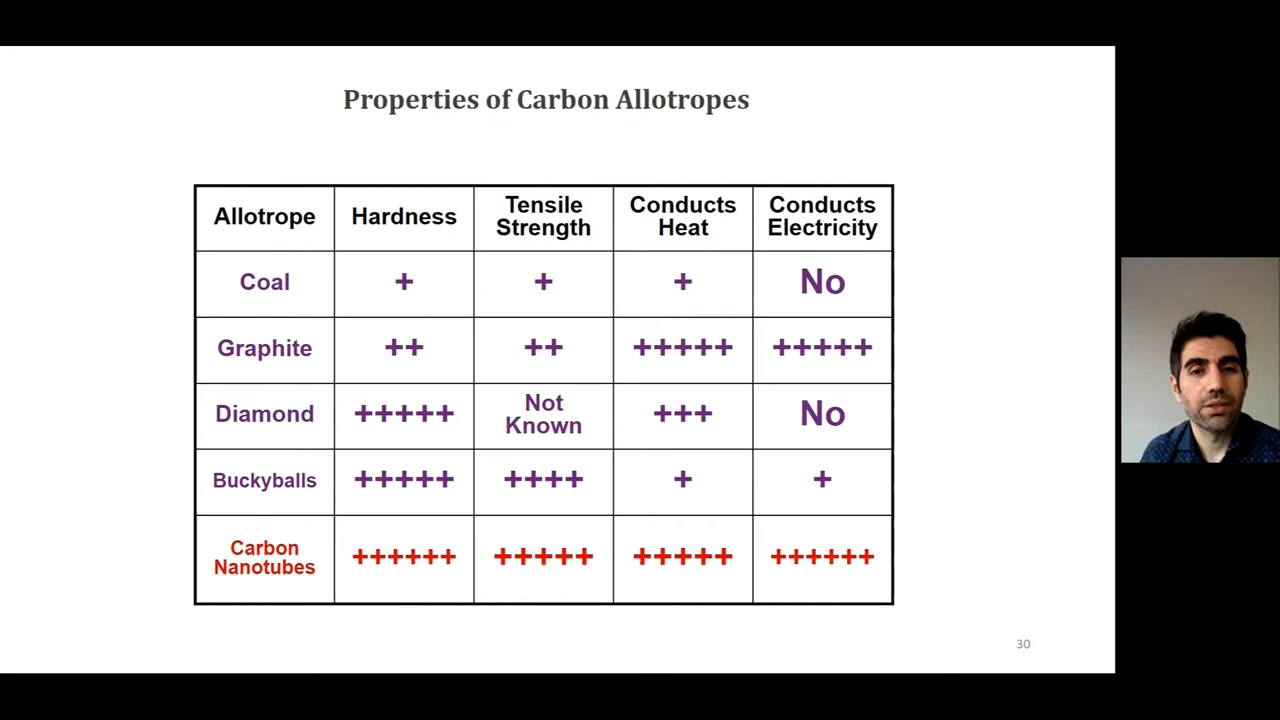 Properties of Carbon Allotropes
Allotrope Hardness Tensile Strength Conducts Heat Conducts Electricity
Coal + + + No
Graphite ++ ++ +++++ +++++
Diamond +++++ Not Known +++ No
Buckyballs +++++ ++++ + +
Carbon Nanotubes ++++++ +++++ +++++ ++++++
30